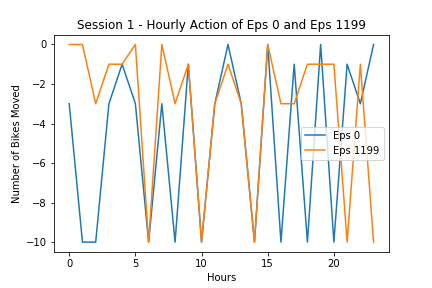 Session 1 - Hourly Action of Eps 0 and Eps 1199
Number of Bikes Moved
0
−2
−4
−6
−8
−10
Eps 0
Eps 1199
0 5 10 15 20
Hours